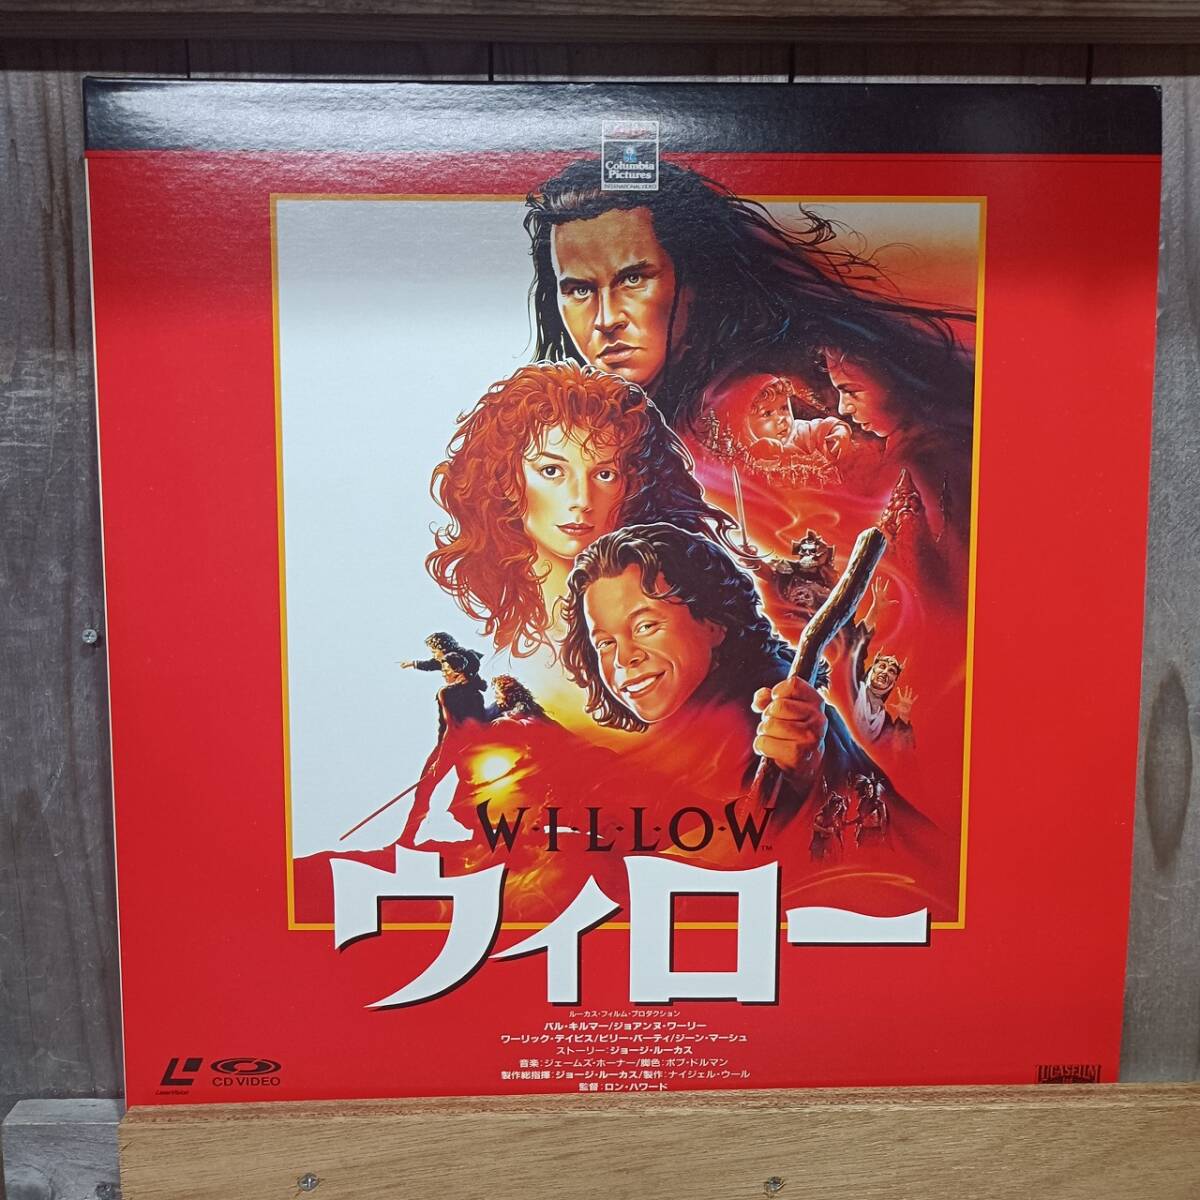 Columbia
Pictures
INTERNATIONAL VIDEO
W·I·L·L·O·W™
ウィロー
ルーカス・フィルム・プロダクション
バル・キルマー/ジョアンヌ・ワーリー
ワーリック・デイビス/ビリー・バーティ/ジーン・マーシュ
ストーリー:ジョージ・ルーカス
音楽:ジェームズ・ホーナー/脚色:ボブ・ドルマン
製作総指揮:ジョージ・ルーカス/製作:ナイジェル・ウール
監督:ロン・ハワード
LaserVision
CD VIDEO
LUCASFILM